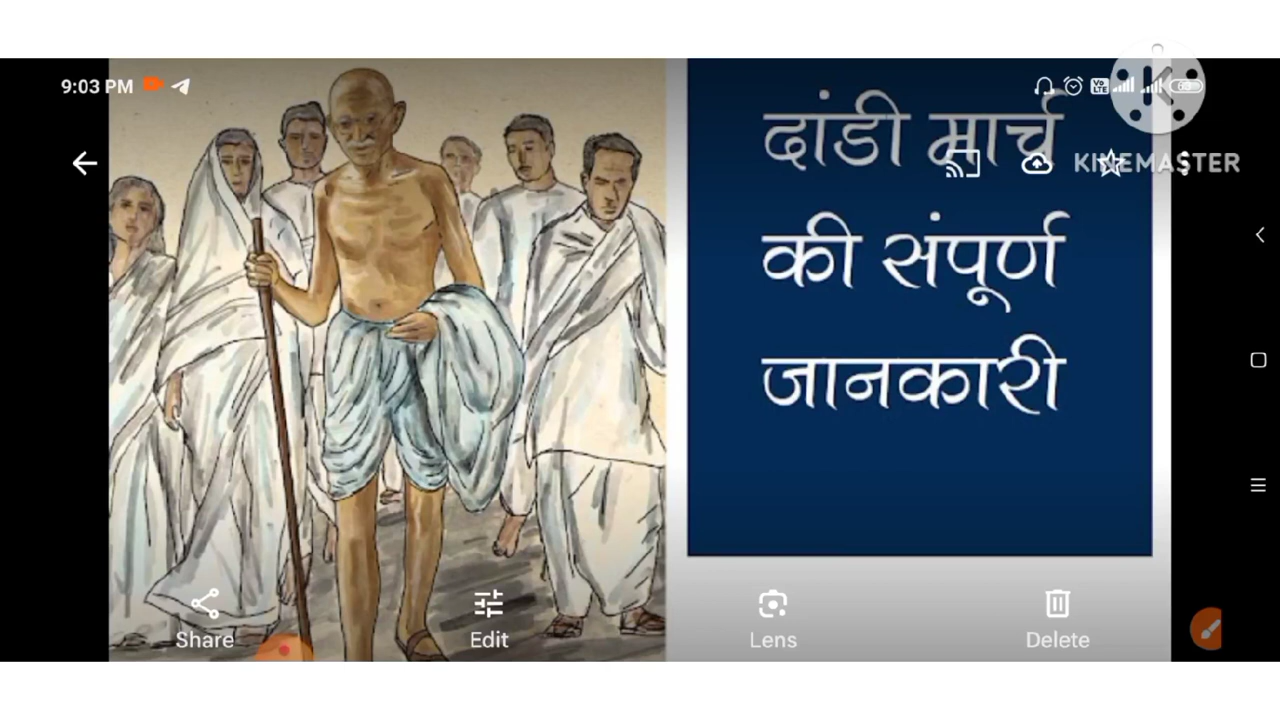 9:03 PM
दांडी मार्च
KINEMASTER
की संपूर्ण
जानकारी
Share
Edit
Lens
Delete